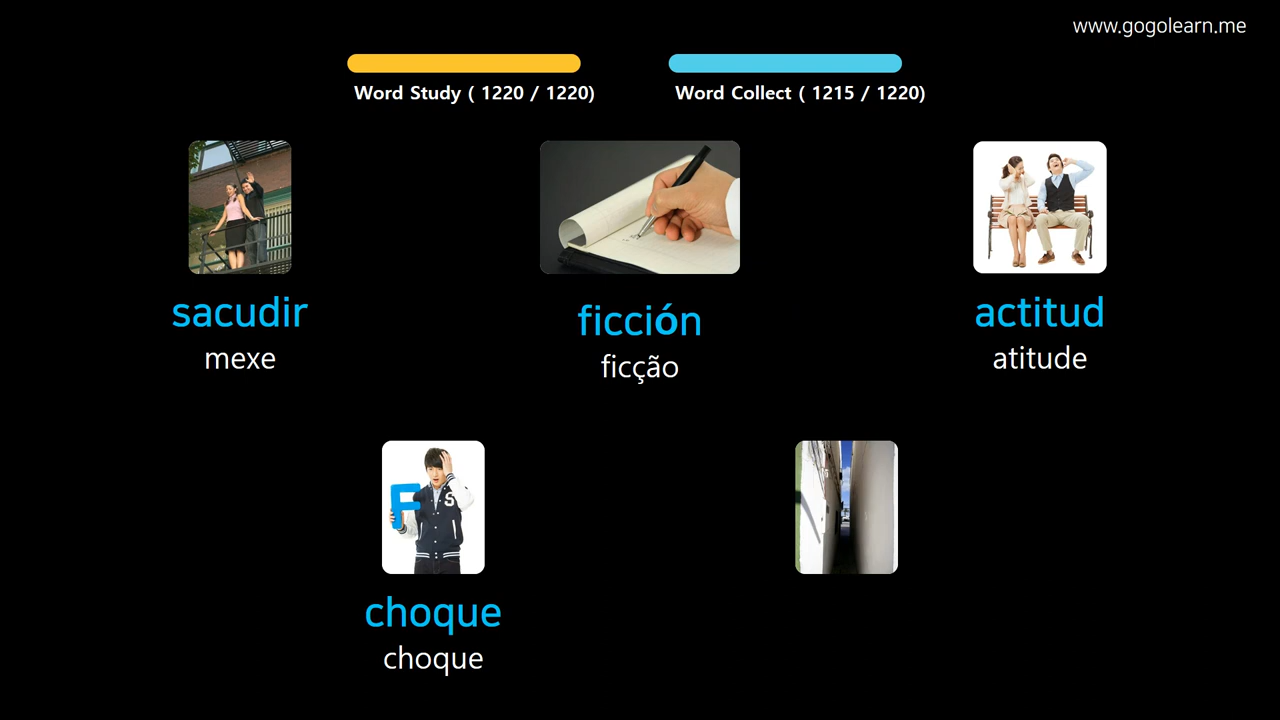 www.gogolearn.me
Word Study ( 1220 / 1220)
Word Collect ( 1215 / 1220)
sacudir
mexe
ficción
ficção
actitud
atitude
F
S
choque
choque